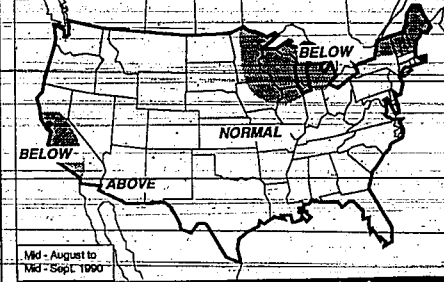 BELOW
NORMAL
BELOW
ABOVE
Mid - August to
Mid - Sept. 1990